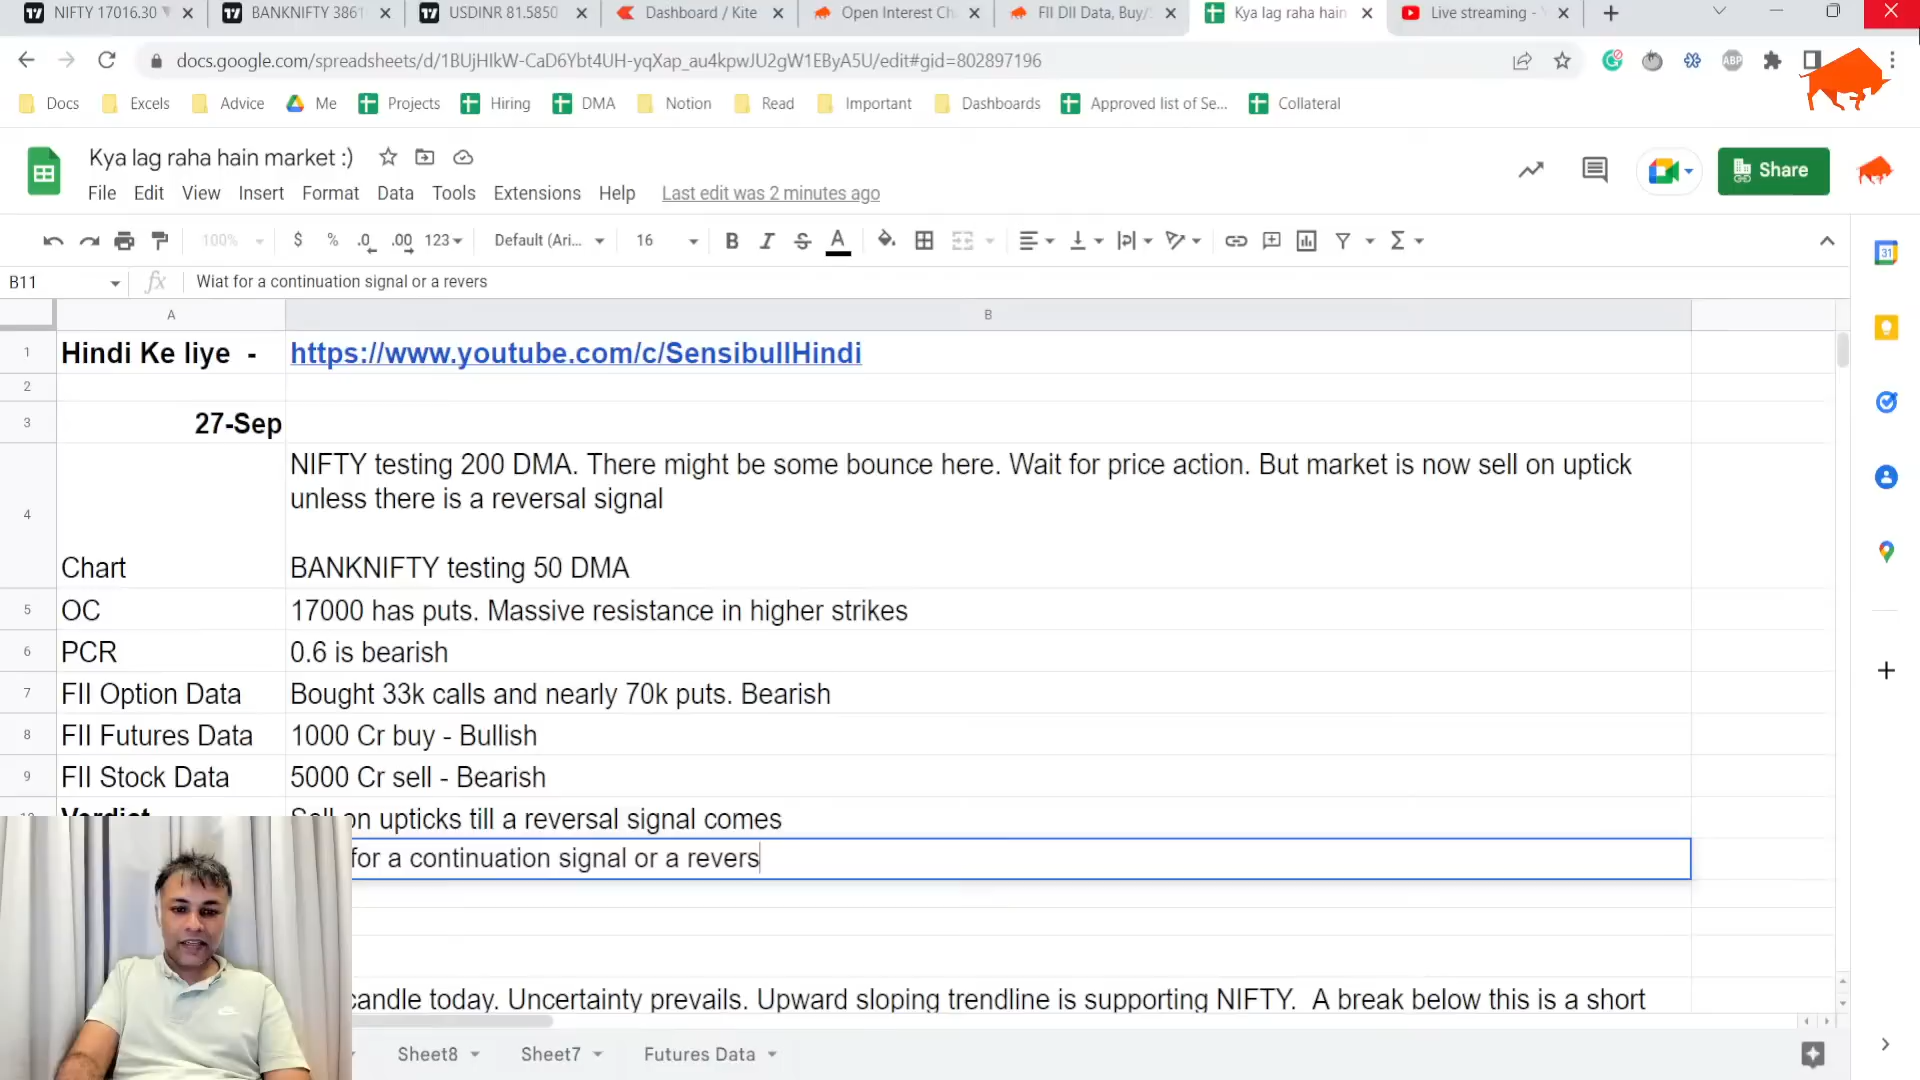 NIFTY 17016.30
BANKNIFTY 3861
USDINR 81.5850
Dashboard / Kite
Open Interest Ch
FII DII Data, Buy/
Kya lag raha hain
Live streaming -
docs.google.com/spreadsheets/d/1BUjHIkW-CaD6Ybt4UH-yqXap_au4kpwJU2gW1EByA5U/edit#gid=802897196
ABP
Docs
Excels
Advice
Me
Projects
Hiring
DMA
Notion
Read
Important
Dashboards
Approved list of Se...
Collateral
Kya lag raha hain market :)
File Edit View Insert Format Data Tools Extensions Help Last edit was 2 minutes ago
Share
100% $ % .0 .00 123 Default (Ari... 16 B I S A
31
B11 fx Wiat for a continuation signal or a revers
A B
1 Hindi Ke liye - https://www.youtube.com/c/SensibullHindi
2
3 27-Sep
NIFTY testing 200 DMA. There might be some bounce here. Wait for price action. But market is now sell on uptick
unless there is a reversal signal
4
Chart BANKNIFTY testing 50 DMA
5 OC 17000 has puts. Massive resistance in higher strikes
6 PCR 0.6 is bearish
7 FII Option Data Bought 33k calls and nearly 70k puts. Bearish
8 FII Futures Data 1000 Cr buy - Bullish
9 FII Stock Data 5000 Cr sell - Bearish
Verdict Sell on upticks till a reversal signal comes
for a continuation signal or a revers
candle today. Uncertainty prevails. Upward sloping trendline is supporting NIFTY. A break below this is a short
Sheet8 Sheet7 Futures Data